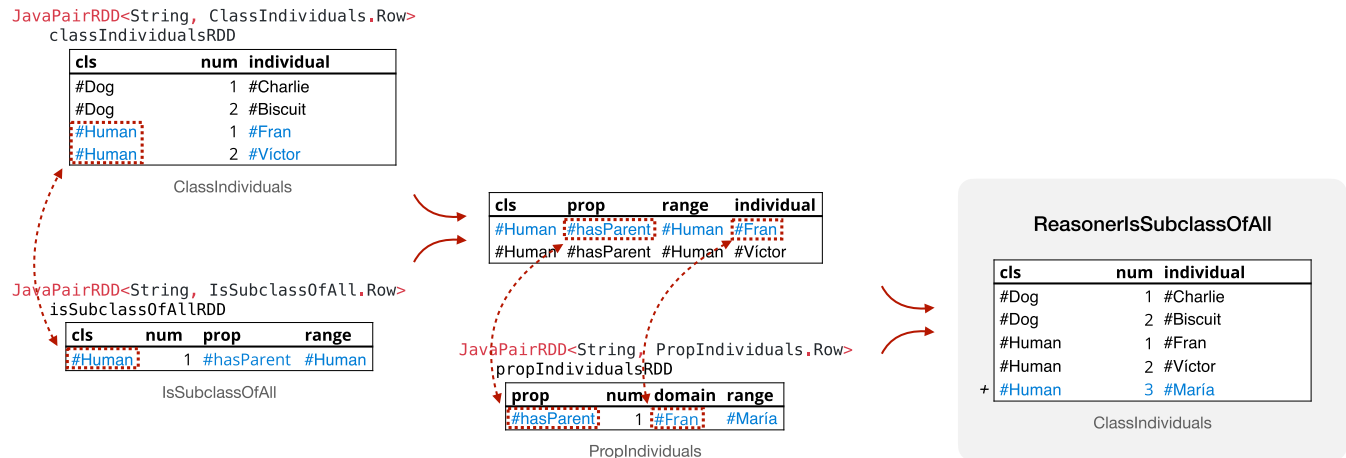 JavaPairRDD<String, ClassIndividuals.Row>
classIndividualsRDD
cls num individual
#Dog 1 #Charlie
#Dog 2 #Biscuit
#Human 1 #Fran
#Human 2 #Víctor
ClassIndividuals
JavaPairRDD<String, IsSubclassOfAll.Row>
isSubclassOfAllRDD
cls num prop range
#Human 1 #hasParent #Human
IsSubclassOfAll
cls prop range individual
#Human #hasParent #Human #Fran
#Human #hasParent #Human #Víctor
JavaPairRDD<String, PropIndividuals.Row>
propIndividualsRDD
prop num domain range
#hasParent 1 #Fran #María
PropIndividuals
ReasonerIsSubclassOfAll
cls num individual
#Dog 1 #Charlie
#Dog 2 #Biscuit
#Human 1 #Fran
#Human 2 #Víctor
+ #Human 3 #María
ClassIndividuals